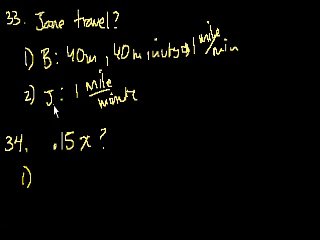 33. Jane travel?
1) B: 40m, 40 minutes 1 mile/min
2) J: 1 mile/minute
34. .15x?
1)